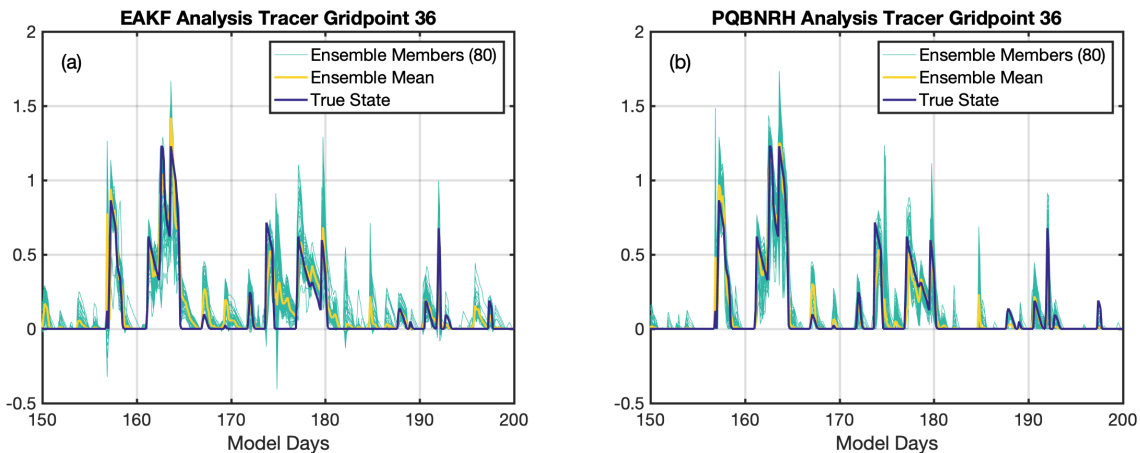 EAKF Analysis Tracer Gridpoint 36
(a)
Ensemble Members (80)
Ensemble Mean
True State
2
1.5
1
0.5
0
-0.5
150 160 170 180 190 200
Model Days
PQBNRH Analysis Tracer Gridpoint 36
(b)
Ensemble Members (80)
Ensemble Mean
True State
2
1.5
1
0.5
0
-0.5
150 160 170 180 190 200
Model Days